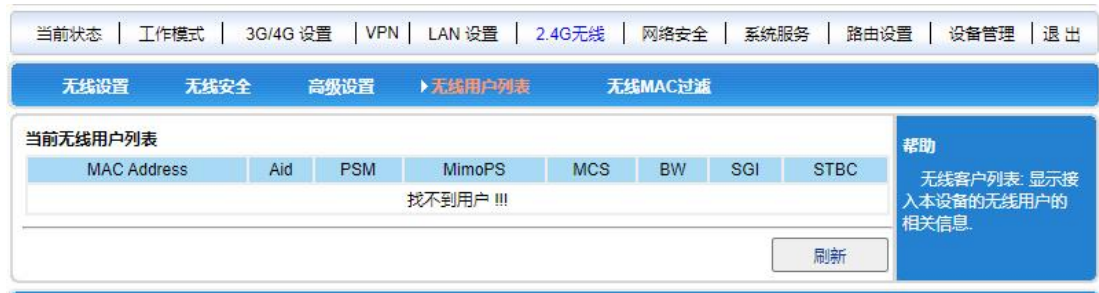 当前状态 | 工作模式 | 3G/4G 设置 | VPN | LAN 设置 | 2.4G无线 | 网络安全 | 系统服务 | 路由设置 | 设备管理 | 退 出
无线设置 无线安全 高级设置 无线用户列表 无线MAC过滤
当前无线用户列表
MAC Address Aid PSM MimoPS MCS BW SGI STBC
找不到用户 !!!
刷新
帮助
无线客户列表: 显示接
入本设备的无线用户的
相关信息.